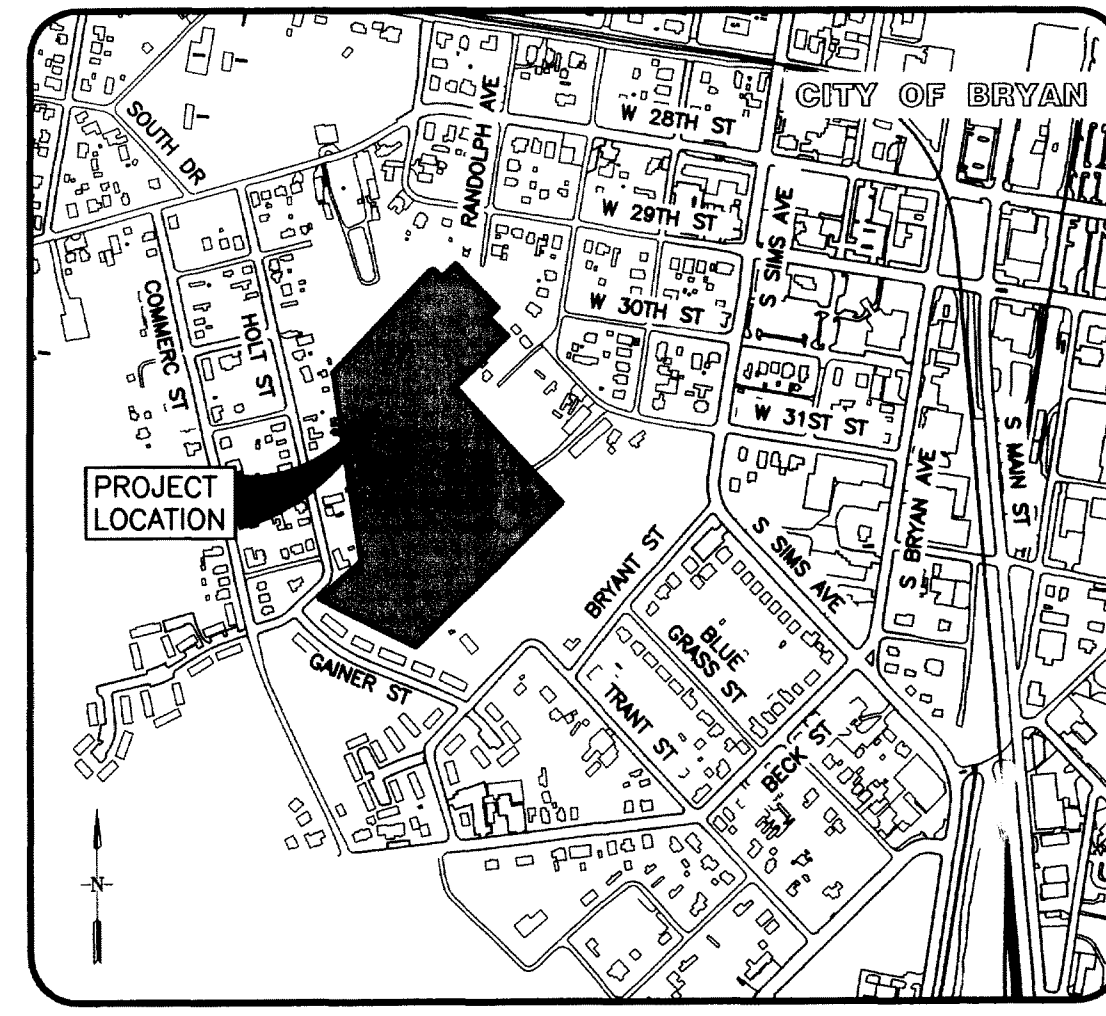 CITY OF BRYAN
W 28TH ST
RANDOLPH AVE
SOUTH DR
W 29TH ST
S SIMS AVE
W 30TH ST
COMMERC ST
HOLT ST
W 31ST ST
S MAIN ST
S BRYAN AVE
PROJECT
LOCATION
S SIMS AVE
BRYANT ST
BLUE
GRASS ST
GAINER ST
TRANT ST
BECK ST
N